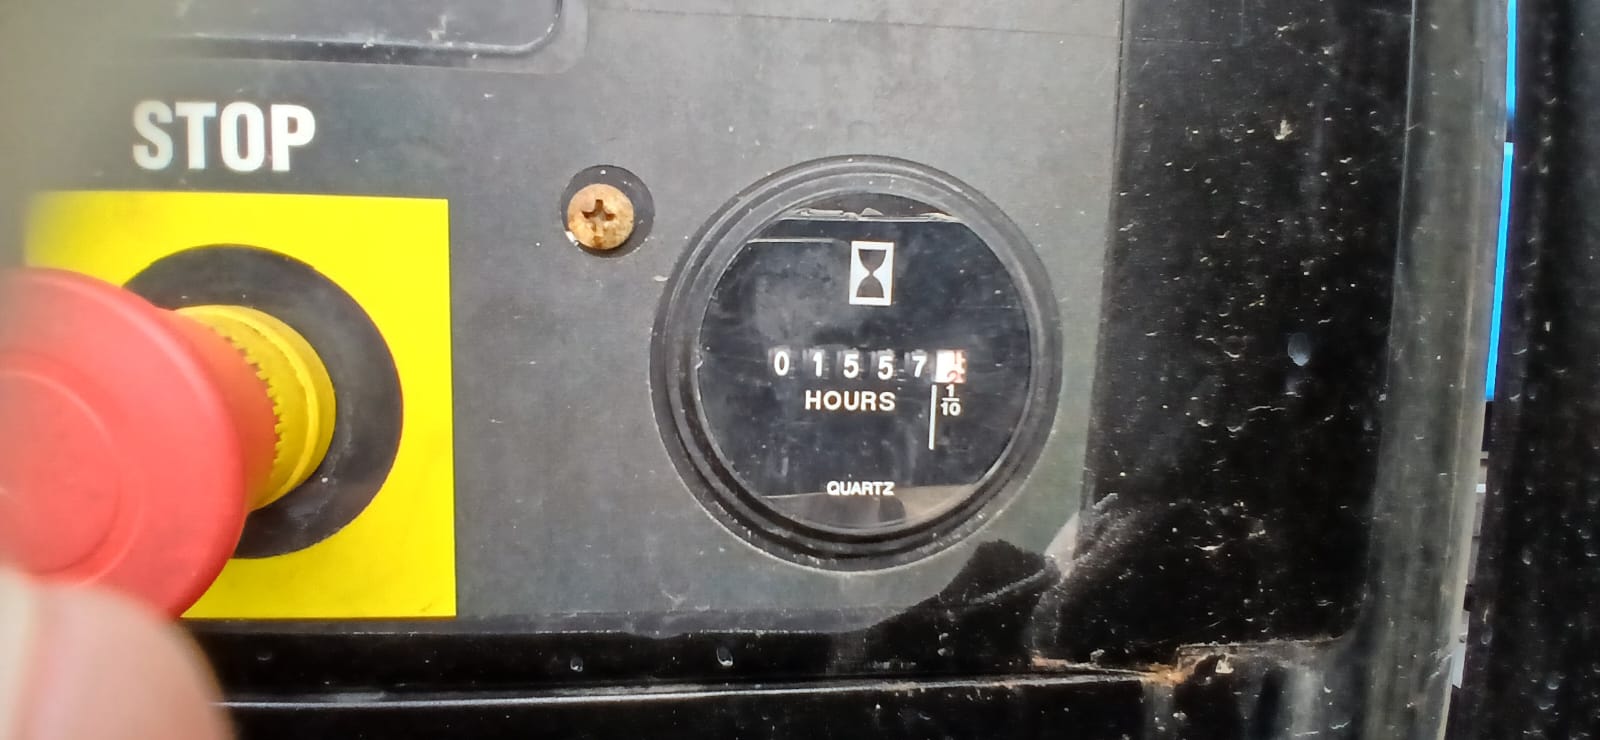 STOP
0 1 5 5 7
HOURS
1/10
QUARTZ